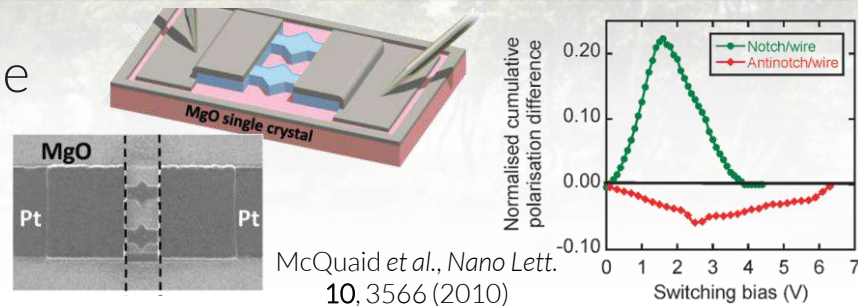 e
MgO single crystal
MgO
Pt
Pt
McQuaid et al., Nano Lett.
10, 3566 (2010)
Normalised cumulative
polarisation difference
0.20
0.10
0.00
-0.10
Notch/wire
Antinotch/wire
0 1 2 3 4 5 6 7
Switching bias (V)